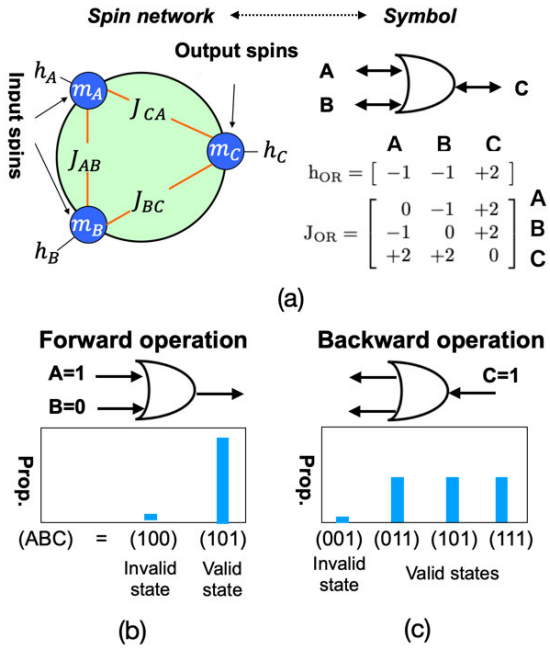 Spin network
Symbol
Output spins
Input spins
h_A
m_A
J_CA
m_C
h_C
J_AB
J_BC
m_B
h_B
A
B
C
A B C
h_OR = [ −1 −1 +2 ]
J_OR = [ 0 −1 +2 ] A
−1 0 +2 B
+2 +2 0 C
(a)
Forward operation
A=1
B=0
Prop.
(ABC) = (100) (101)
Invalid state
Valid state
(b)
Backward operation
C=1
Prop.
(001) (011) (101) (111)
Invalid state
Valid states
(c)